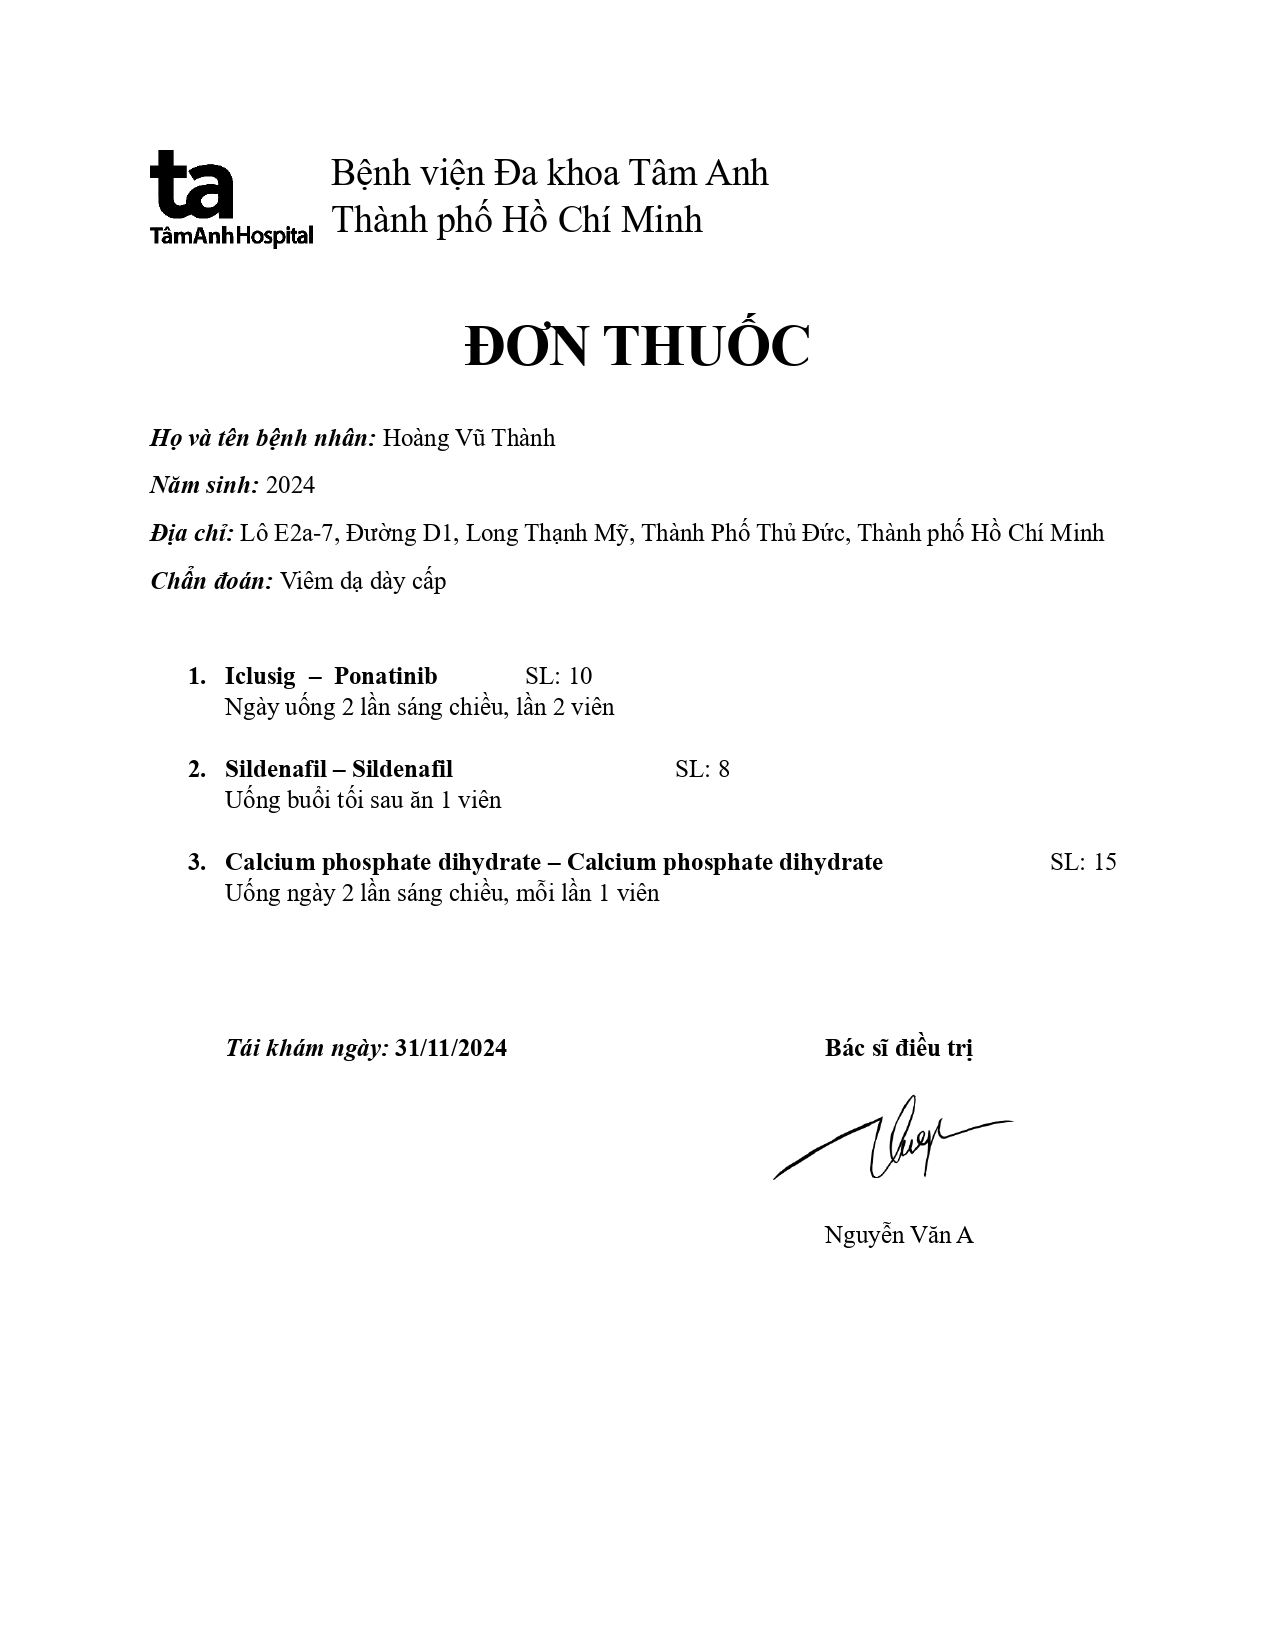 ta
TâmAnh Hospital
Bệnh viện Đa khoa Tâm Anh
Thành phố Hồ Chí Minh
ĐƠN THUỐC
Họ và tên bệnh nhân: Hoàng Vũ Thành
Năm sinh: 2024
Địa chỉ: Lô E2a-7, Đường D1, Long Thạnh Mỹ, Thành Phố Thủ Đức, Thành phố Hồ Chí Minh
Chẩn đoán: Viêm dạ dày cấp
1. Iclusig – Ponatinib SL: 10
Ngày uống 2 lần sáng chiều, lần 2 viên
2. Sildenafil – Sildenafil SL: 8
Uống buổi tối sau ăn 1 viên
3. Calcium phosphate dihydrate – Calcium phosphate dihydrate SL: 15
Uống ngày 2 lần sáng chiều, mỗi lần 1 viên
Tái khám ngày: 31/11/2024 Bác sĩ điều trị
Nguyễn Văn A